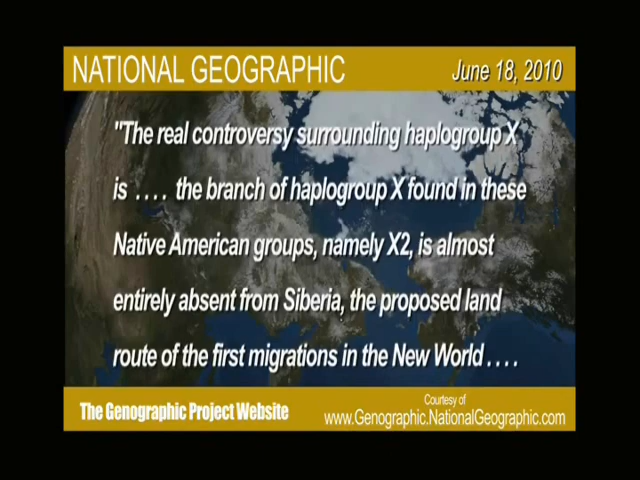 NATIONAL GEOGRAPHIC June 18, 2010
"The real controversy surrounding haplogroup X
is . . . . the branch of haplogroup X found in these
Native American groups, namely X2, is almost
entirely absent from Siberia, the proposed land
route of the first migrations in the New World . . . .
The Genographic Project Website
Courtesy of
www.Genographic.NationalGeographic.com